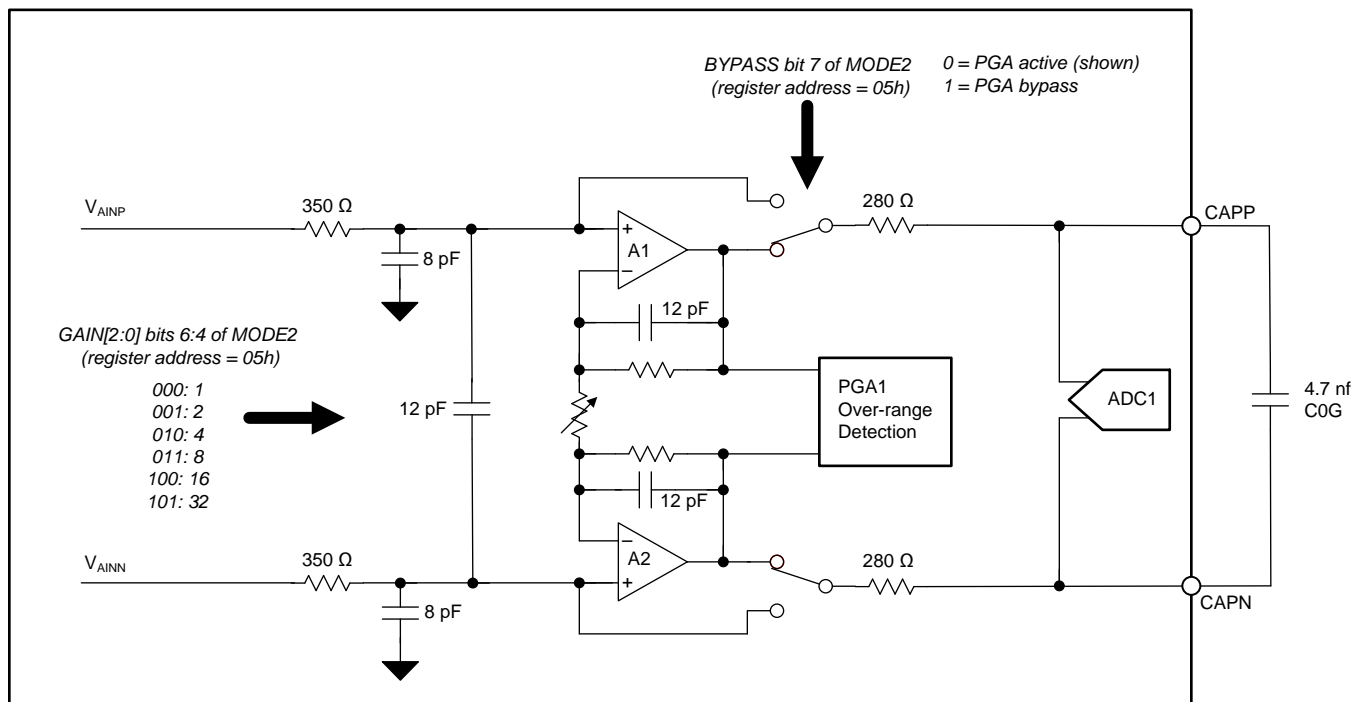 BYPASS bit 7 of MODE2
(register address = 05h)
0 = PGA active (shown)
1 = PGA bypass
VAINP
350 Ω
8 pF
A1
+
−
280 Ω
CAPP
12 pF
GAIN[2:0] bits 6:4 of MODE2
(register address = 05h)
000: 1
001: 2
010: 4
011: 8
100: 16
101: 32
12 pF
PGA1
Over-range
Detection
ADC1
4.7 nf
C0G
12 pF
VAINN
350 Ω
8 pF
−
A2
+
280 Ω
CAPN